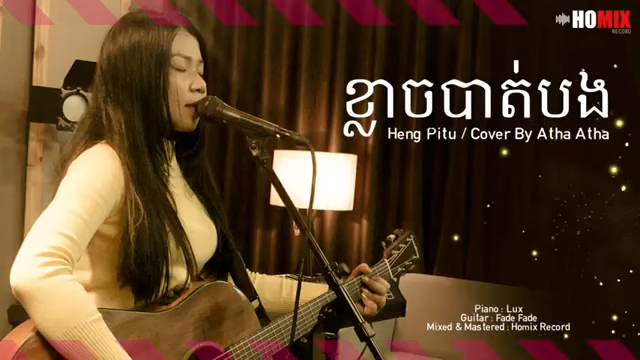 HOMIX
RECORD
ខ្លាចបាត់បង
Heng Pitu / Cover By Atha Atha
Piano : Lux
Guitar : Fade Fade
Mixed & Mastered : Homix Record